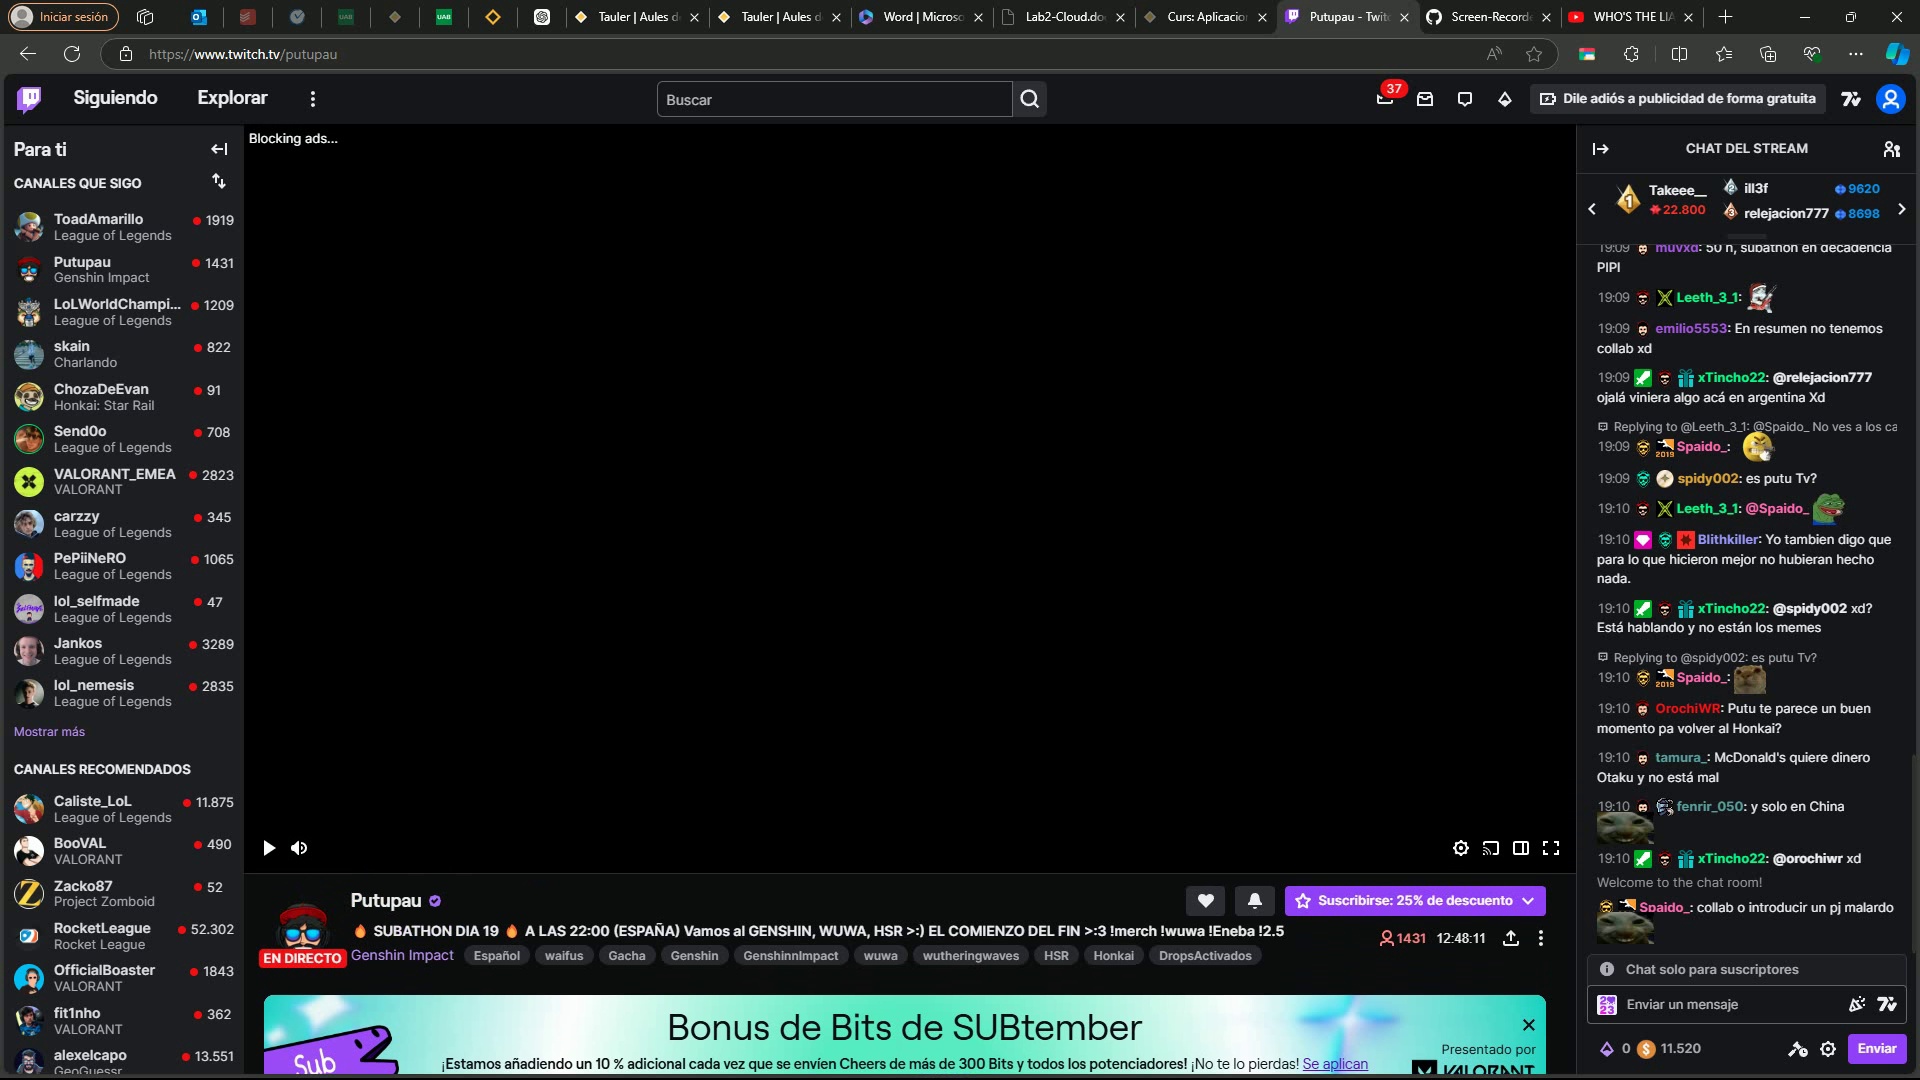 Iniciar sesión
UAB
UAB
Tauler | Aules d
Tauler | Aules d
Word | Microso
Lab2-Cloud.do
Curs: Aplicacio
Putupau - Twit
Screen-Record
WHO'S THE LIA
https://www.twitch.tv/putupau
Siguiendo
Explorar
Buscar
37
Dile adiós a publicidad de forma gratuita
Para ti
CANALES QUE SIGO
ToadAmarillo
1919
League of Legends
Putupau
1431
Genshin Impact
LoLWorldChampi...
1209
League of Legends
skain
822
Charlando
ChozaDeEvan
91
Honkai: Star Rail
Send0o
708
League of Legends
VALORANT_EMEA
2823
VALORANT
carzzy
345
League of Legends
PePiiNeRO
1065
League of Legends
lol_selfmade
47
League of Legends
Jankos
3289
League of Legends
lol_nemesis
2835
League of Legends
Mostrar más
CANALES RECOMENDADOS
Caliste_LoL
11.875
League of Legends
BooVAL
490
VALORANT
Zacko87
52
Project Zomboid
RocketLeague
52.302
Rocket League
OfficialBoaster
1843
VALORANT
fit1nho
362
VALORANT
alexelcapo
13.551
GeoGuessr
Blocking ads...
Putupau
Suscribirse: 25% de descuento
SUBATHON DIA 19 🔥 A LAS 22:00 (ESPAÑA) Vamos al GENSHIN, WUWA, HSR >:) EL COMIENZO DEL FIN >:3 !merch !wuwa !Eneba !2.5
1431
12:48:11
EN DIRECTO
Genshin Impact
Español
waifus
Gacha
Genshin
GenshinnImpact
wuwa
wutheringwaves
HSR
Honkai
DropsActivados
Sub
Bonus de Bits de SUBtember
¡Estamos añadiendo un 10 % adicional cada vez que se envíen Cheers de más de 300 Bits y todos los potenciadores! ¡No te lo pierdas! Se aplican
Presentado por
VALORANT
CHAT DEL STREAM
1
Takeee__
22.800
2
ill3f
9620
3
relejacion777
8698
19:09 muvxd: 50 h, subathon en decadencia
PIPI
19:09 Leeth_3_1:
19:09 emilio5553: En resumen no tenemos
collab xd
19:09 xTincho22: @relejacion777
ojalá viniera algo acá en argentina Xd
Replying to @Leeth_3_1: @Spaido_ No ves a los ca
19:09 2019 Spaido_:
19:09 spidy002: es putu Tv?
19:10 Leeth_3_1: @Spaido_
19:10 Blithkiller: Yo tambien digo que
para lo que hicieron mejor no hubieran hecho
nada.
19:10 xTincho22: @spidy002 xd?
Está hablando y no están los memes
Replying to @spidy002: es putu Tv?
19:10 2019 Spaido_:
19:10 OrochiWR: Putu te parece un buen
momento pa volver al Honkai?
19:10 tamura_: McDonald's quiere dinero
Otaku y no está mal
19:10 fenrir_050: y solo en China
19:10 xTincho22: @orochiwr xd
Welcome to the chat room!
Spaido_: collab o introducir un pj malardo
Chat solo para suscriptores
Enviar un mensaje
0
11.520
Enviar